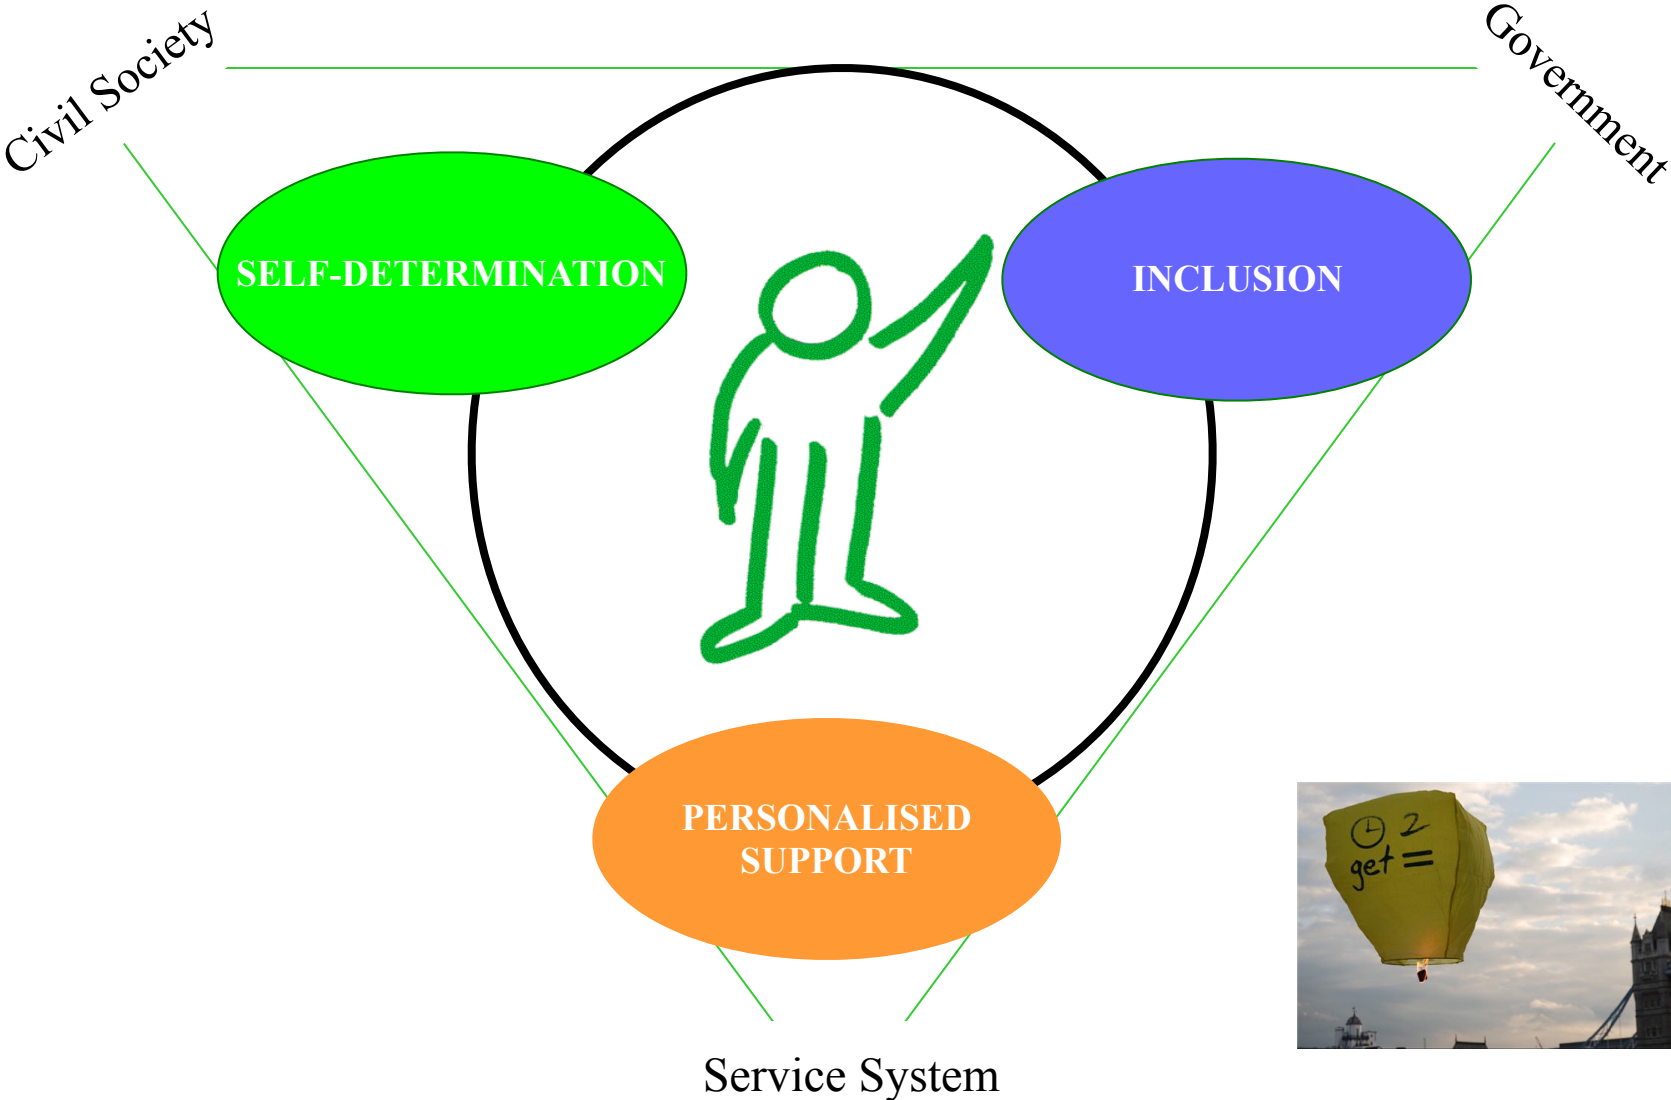 Civil Society
Government
SELF-DETERMINATION
INCLUSION
PERSONALISED
SUPPORT
2
get =
Service System